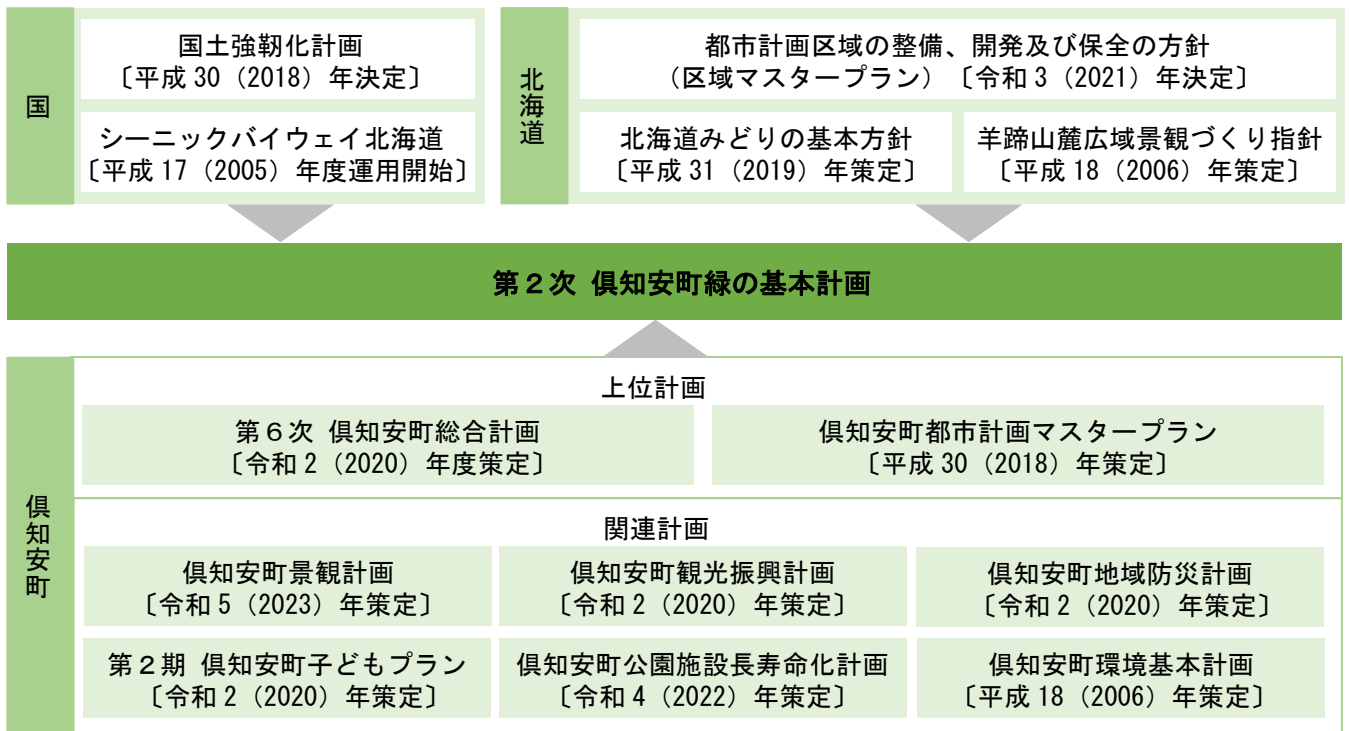 国
国土強靭化計画
〔平成 30（2018）年決定〕
シーニックバイウェイ北海道
〔平成 17（2005）年度運用開始〕
北海道
都市計画区域の整備、開発及び保全の方針
（区域マスタープラン）〔令和 3（2021）年決定〕
北海道みどりの基本方針
〔平成 31（2019）年策定〕
羊蹄山麓広域景観づくり指針
〔平成 18（2006）年策定〕
第２次 倶知安町緑の基本計画
倶知安町
上位計画
第６次 倶知安町総合計画
〔令和 2（2020）年度策定〕
倶知安町都市計画マスタープラン
〔平成 30（2018）年策定〕
関連計画
倶知安町景観計画
〔令和 5（2023）年策定〕
倶知安町観光振興計画
〔令和 2（2020）年策定〕
倶知安町地域防災計画
〔令和 2（2020）年策定〕
第２期 倶知安町子どもプラン
〔令和 2（2020）年策定〕
倶知安町公園施設長寿命化計画
〔令和 4（2022）年策定〕
倶知安町環境基本計画
〔平成 18（2006）年策定〕